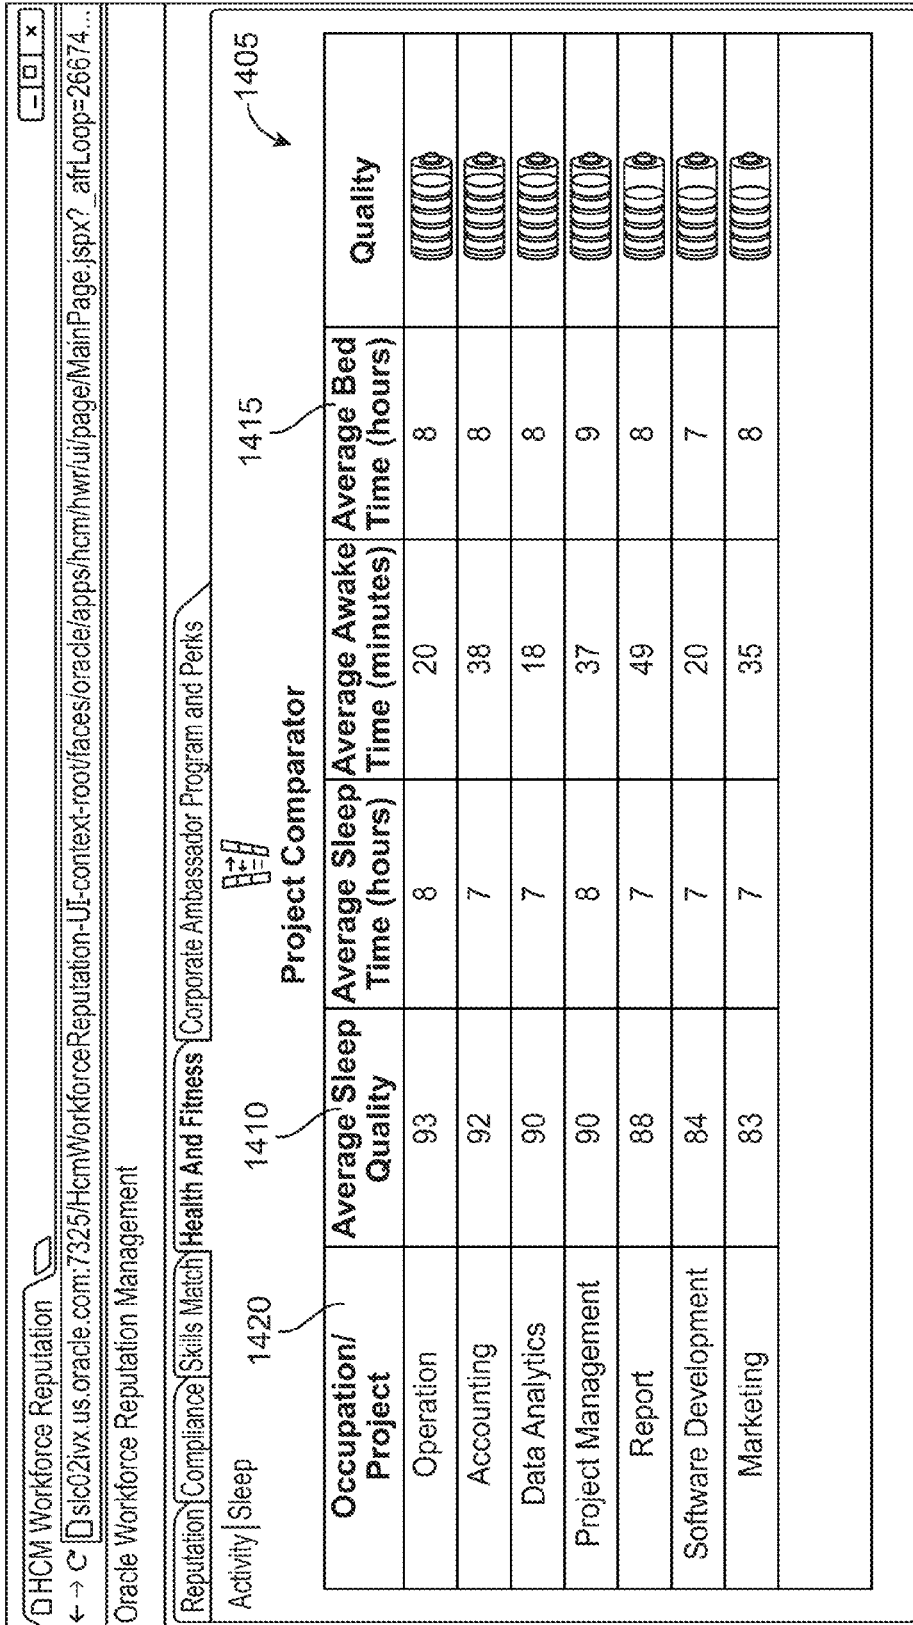 HCM Workforce Reputation
slc02ivx.us.oracle.com:7325/HcmWorkforceReputation-UI-context-root/faces/oracle/apps/hcm/hwr/ui/page/MainPage.jspx?_afrLoop=26674...
Oracle Workforce Reputation Management
Reputation Compliance Skills Match Health And Fitness Corporate Ambassador Program and Perks
Activity | Sleep
1420 1410 1415 1405
Project Comparator
Occupation/ Average Sleep Average Sleep Average Awake Average Bed Quality
Project Quality Time (hours) Time (minutes) Time (hours)
Operation 93 8 20 8
Accounting 92 7 38 8
Data Analytics 90 7 18 8
Project Management 90 8 37 9
Report 88 7 49 8
Software Development 84 7 20 7
Marketing 83 7 35 8